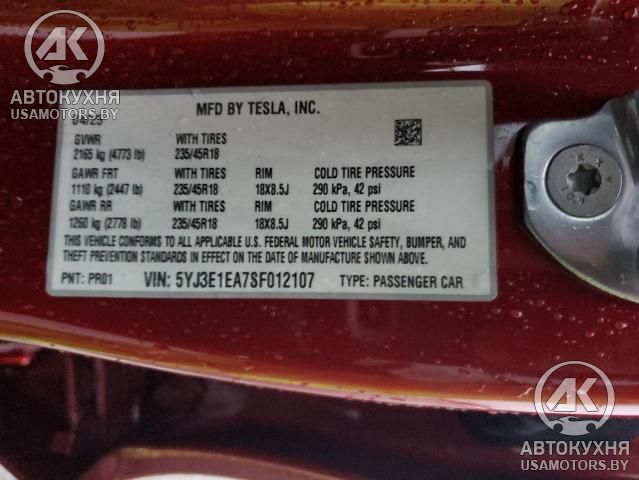 АК
АВТОКУХНЯ
USAMOTORS.BY
04/25
MFD BY TESLA, INC.
GVWR WITH TIRES
2165 kg (4773 lb) 235/45R18
GAWR FRT WITH TIRES RIM COLD TIRE PRESSURE
1110 kg (2447 lb) 235/45R18 18X8.5J 290 kPa, 42 psi
GAWR RR WITH TIRES RIM COLD TIRE PRESSURE
1260 kg (2778 lb) 235/45R18 18X8.5J 290 kPa, 42 psi
THIS VEHICLE CONFORMS TO ALL APPLICABLE U.S. FEDERAL MOTOR VEHICLE SAFETY, BUMPER, AND
THEFT PREVENTION STANDARDS IN EFFECT ON THE DATE OF MANUFACTURE SHOWN ABOVE.
PNT: PR01 VIN: 5YJ3E1EA7SF012107 TYPE: PASSENGER CAR
АК
АВТОКУХНЯ
USAMOTORS.BY